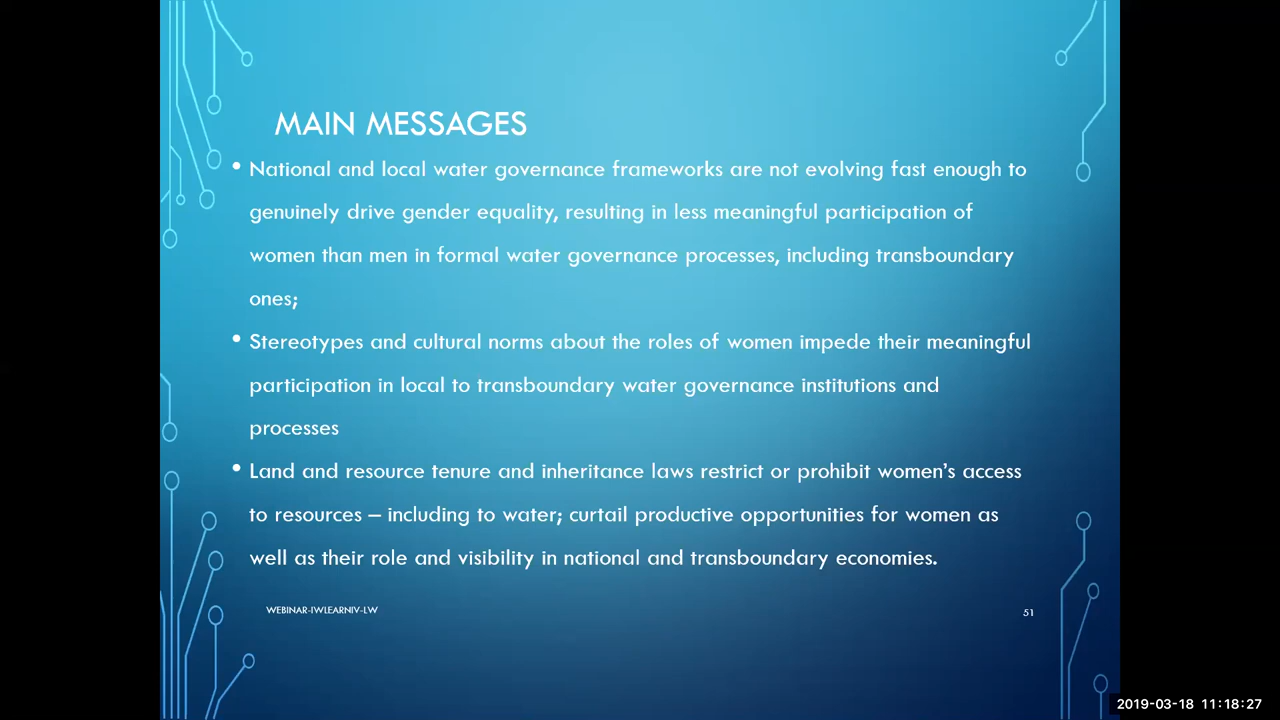 MAIN MESSAGES
• National and local water governance frameworks are not evolving fast enough to
genuinely drive gender equality, resulting in less meaningful participation of
women than men in formal water governance processes, including transboundary
ones;
• Stereotypes and cultural norms about the roles of women impede their meaningful
participation in local to transboundary water governance institutions and
processes
• Land and resource tenure and inheritance laws restrict or prohibit women’s access
to resources – including to water; curtail productive opportunities for women as
well as their role and visibility in national and transboundary economies.
WEBINAR-IWLEARNIV-LW
51
2019-03-18 11:18:27